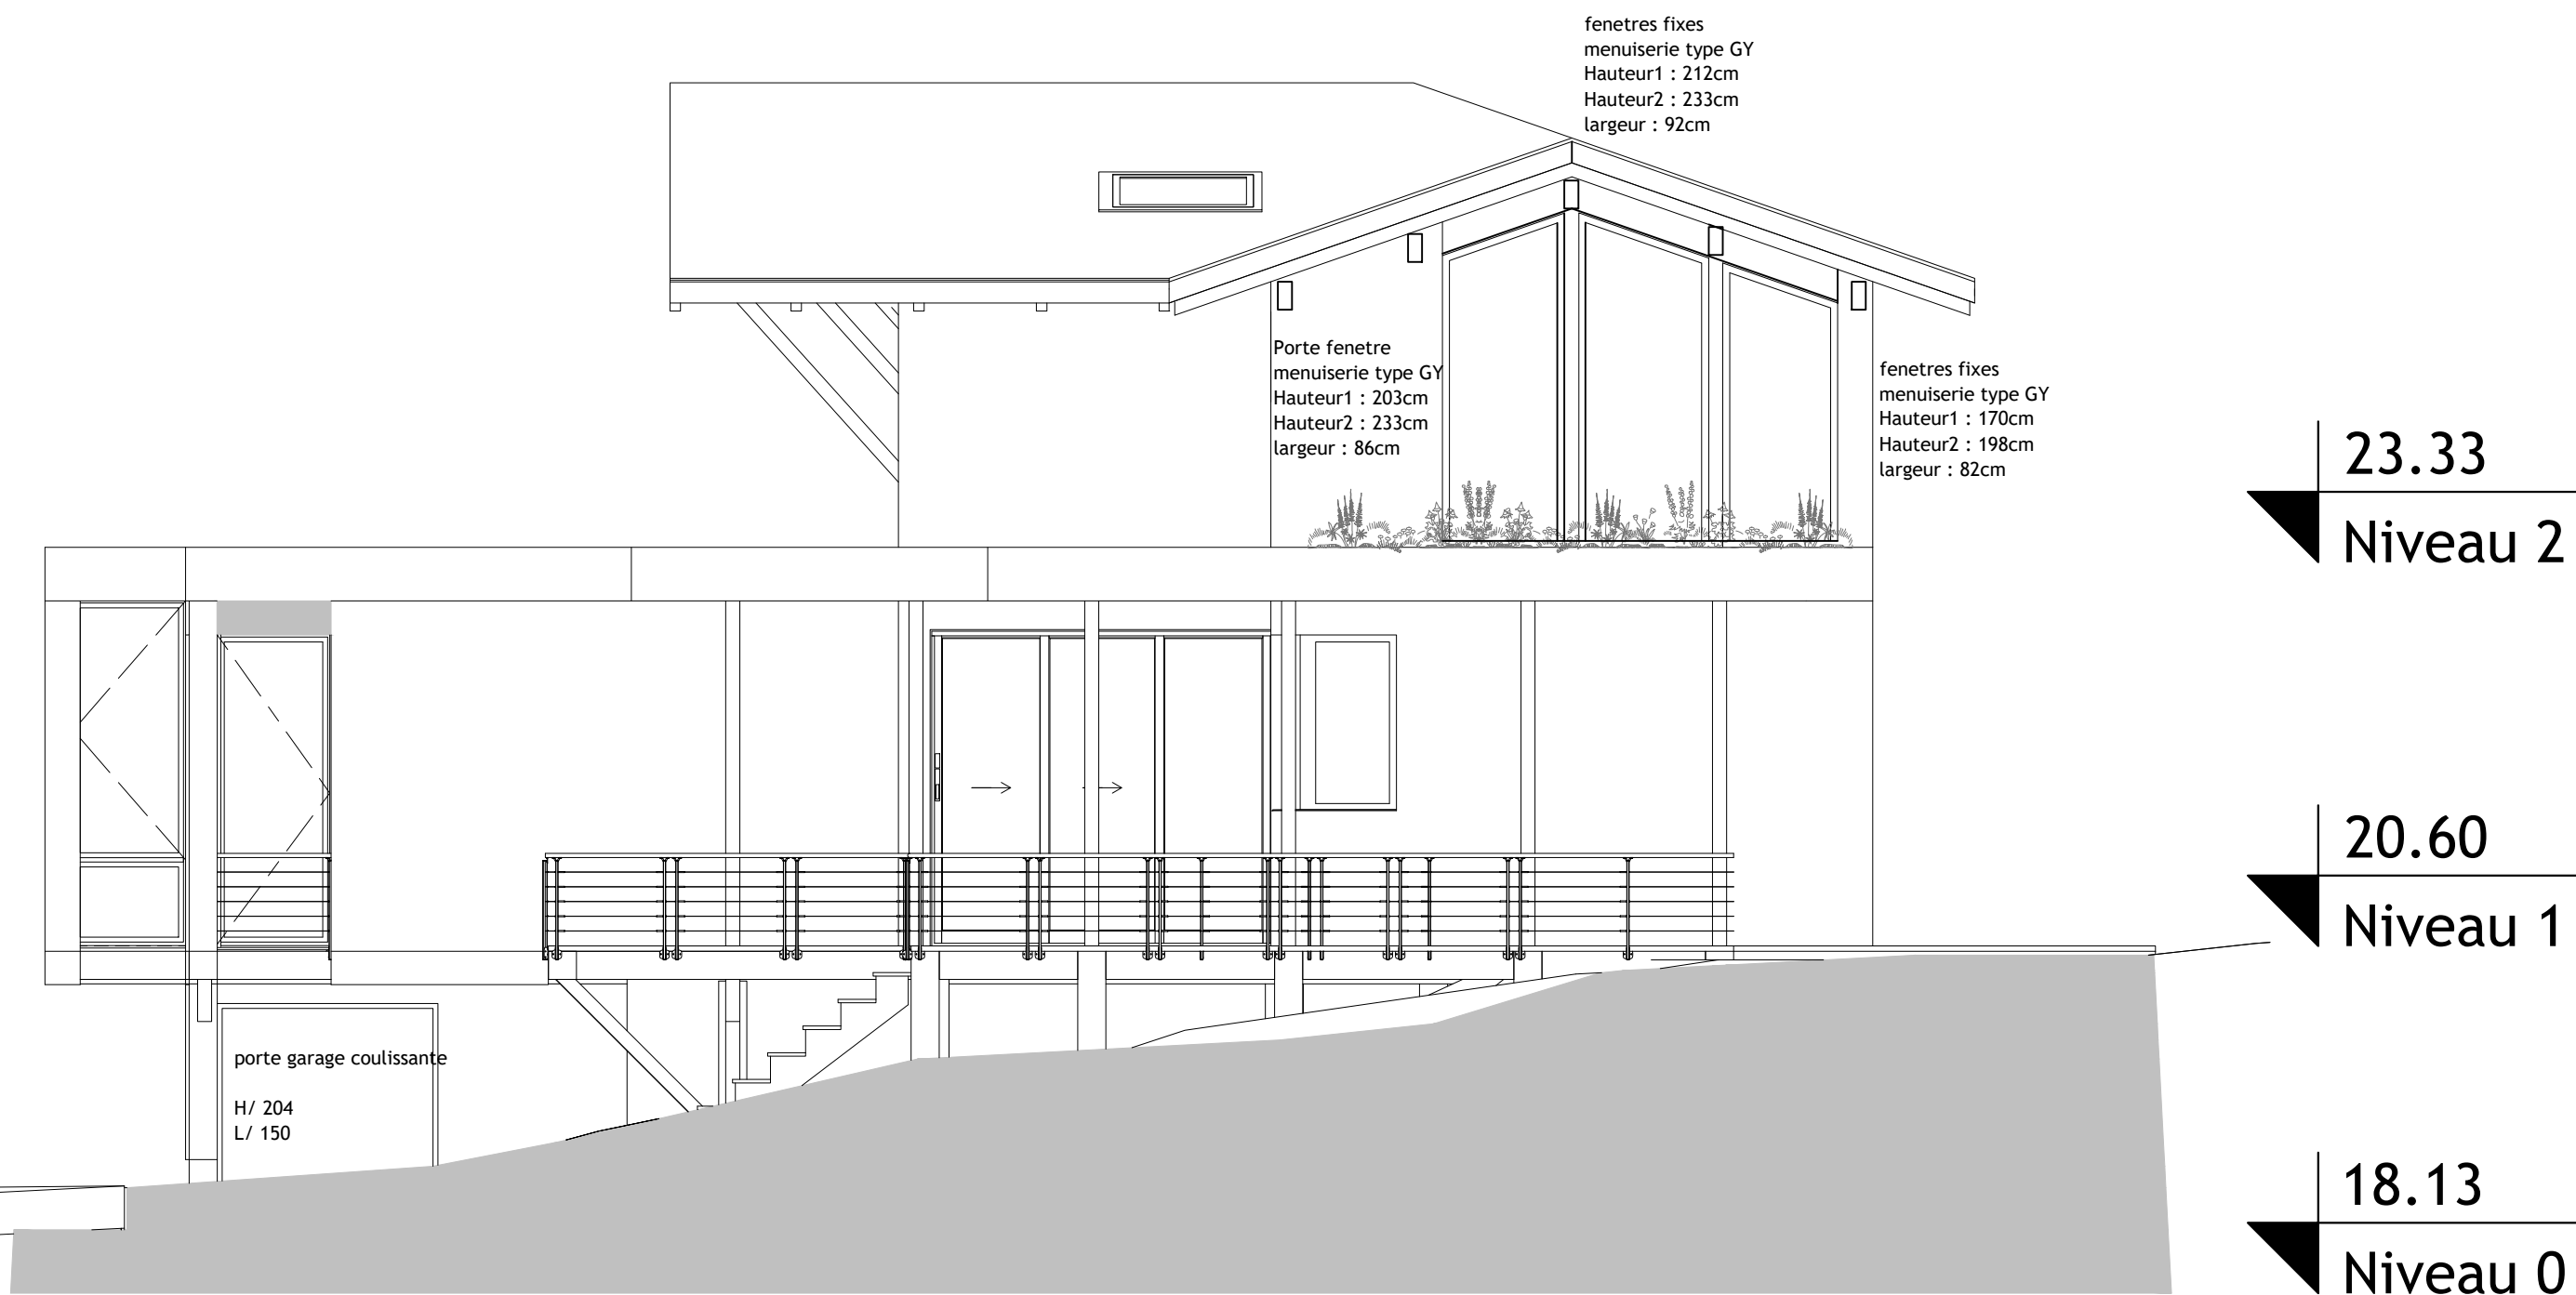 fenetres fixes
menuiserie type GY
Hauteur1 : 212cm
Hauteur2 : 233cm
largeur : 92cm
Porte fenetre
menuiserie type GY
Hauteur1 : 203cm
Hauteur2 : 233cm
largeur : 86cm
fenetres fixes
menuiserie type GY
Hauteur1 : 170cm
Hauteur2 : 198cm
largeur : 82cm
23.33
Niveau 2
20.60
Niveau 1
porte garage coulissante
H/ 204
L/ 150
18.13
Niveau 0